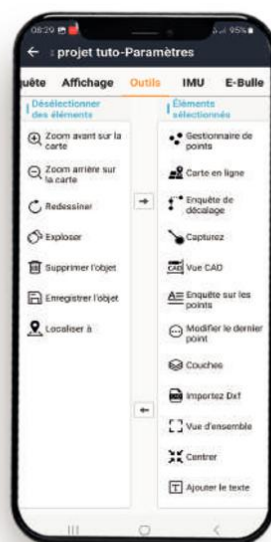 08:29
95%
← : projet tuto-Paramètres
uête Affichage Outils IMU E-Bulle
Désélectionner
des éléments
Zoom avant sur la
carte
Zoom arrière sur
la carte
Redessiner
Exploser
Supprimer l'objet
Enregistrer l'objet
Localiser à
Éléments
sélectionnés
Gestionnaire de
points
Carte en ligne
Enquête de
décalage
Capturez
CAD Vue CAO
Enquête sur les
points
Modifier le dernier
point
Couches
Importez Dxf
Vue d'ensemble
Centrer
Ajouter le texte